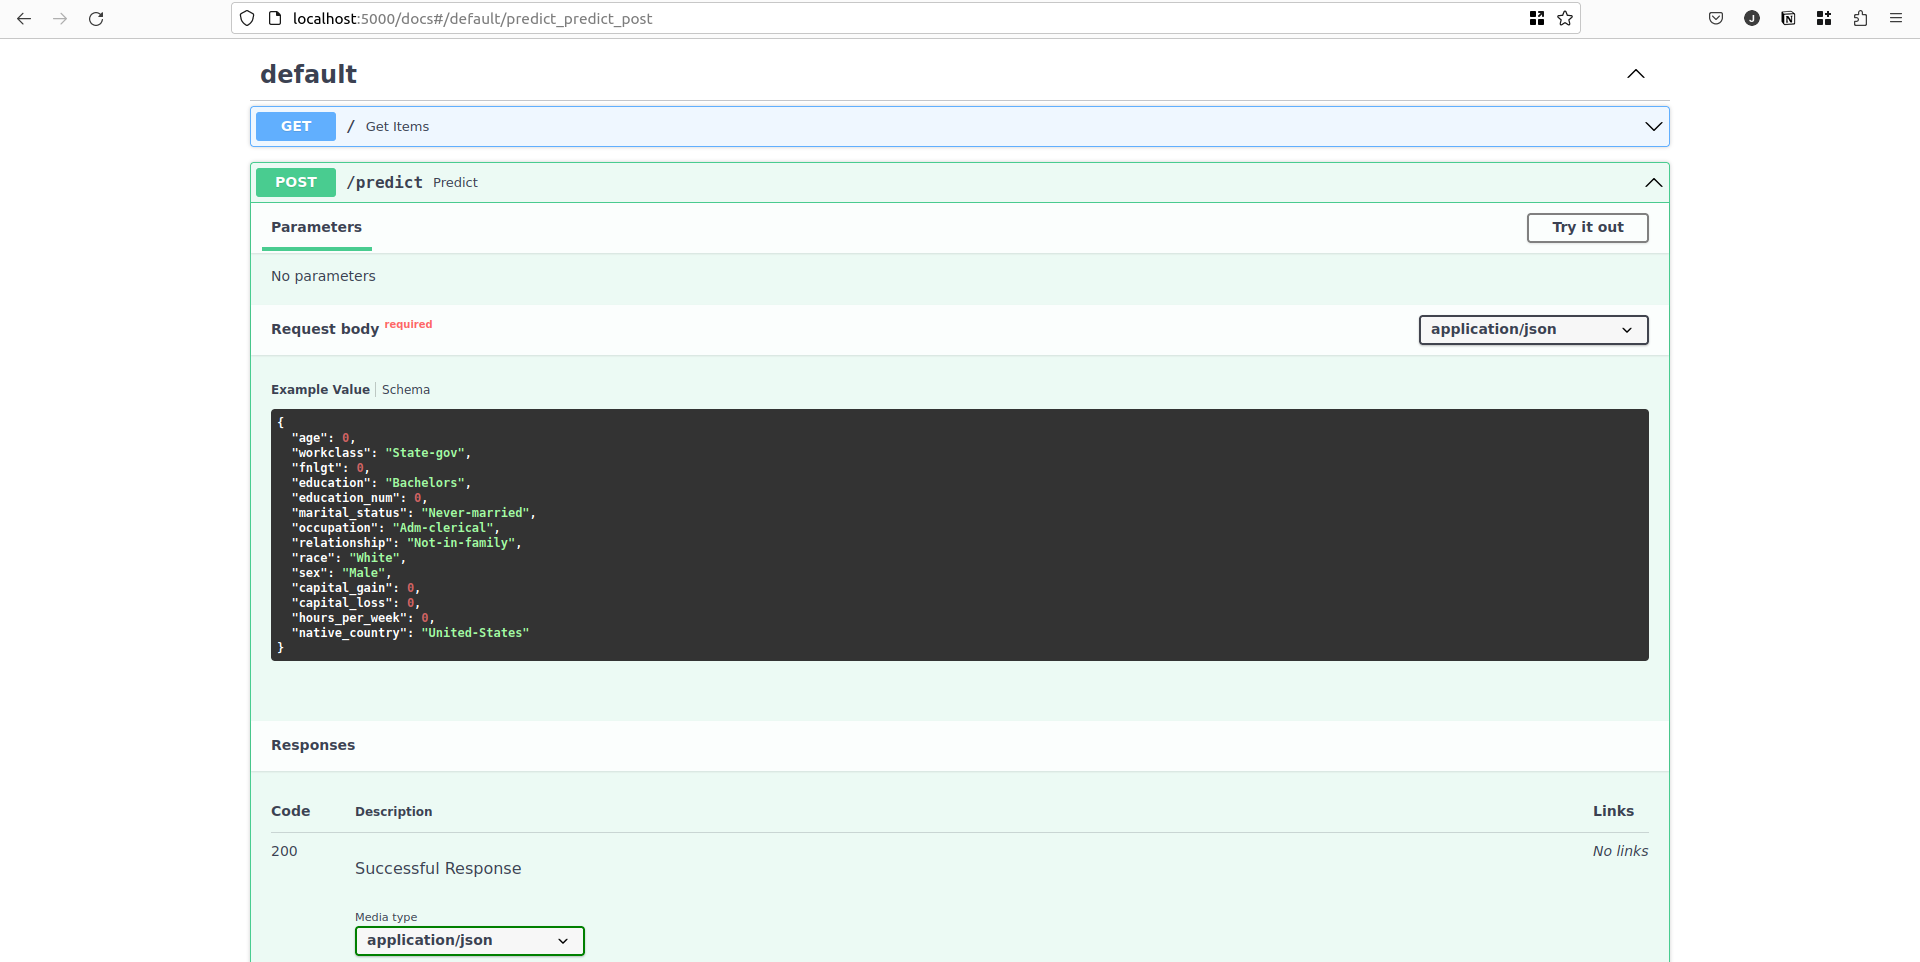 localhost:5000/docs#/default/predict_predict_post
J
N
default
GET / Get Items
POST /predict Predict
Parameters
Try it out
No parameters
Request body required
application/json
Example Value | Schema
{
  "age": 0,
  "workclass": "State-gov",
  "fnlgt": 0,
  "education": "Bachelors",
  "education_num": 0,
  "marital_status": "Never-married",
  "occupation": "Adm-clerical",
  "relationship": "Not-in-family",
  "race": "White",
  "sex": "Male",
  "capital_gain": 0,
  "capital_loss": 0,
  "hours_per_week": 0,
  "native_country": "United-States"
}
Responses
Code Description Links
200 No links
Successful Response
Media type
application/json